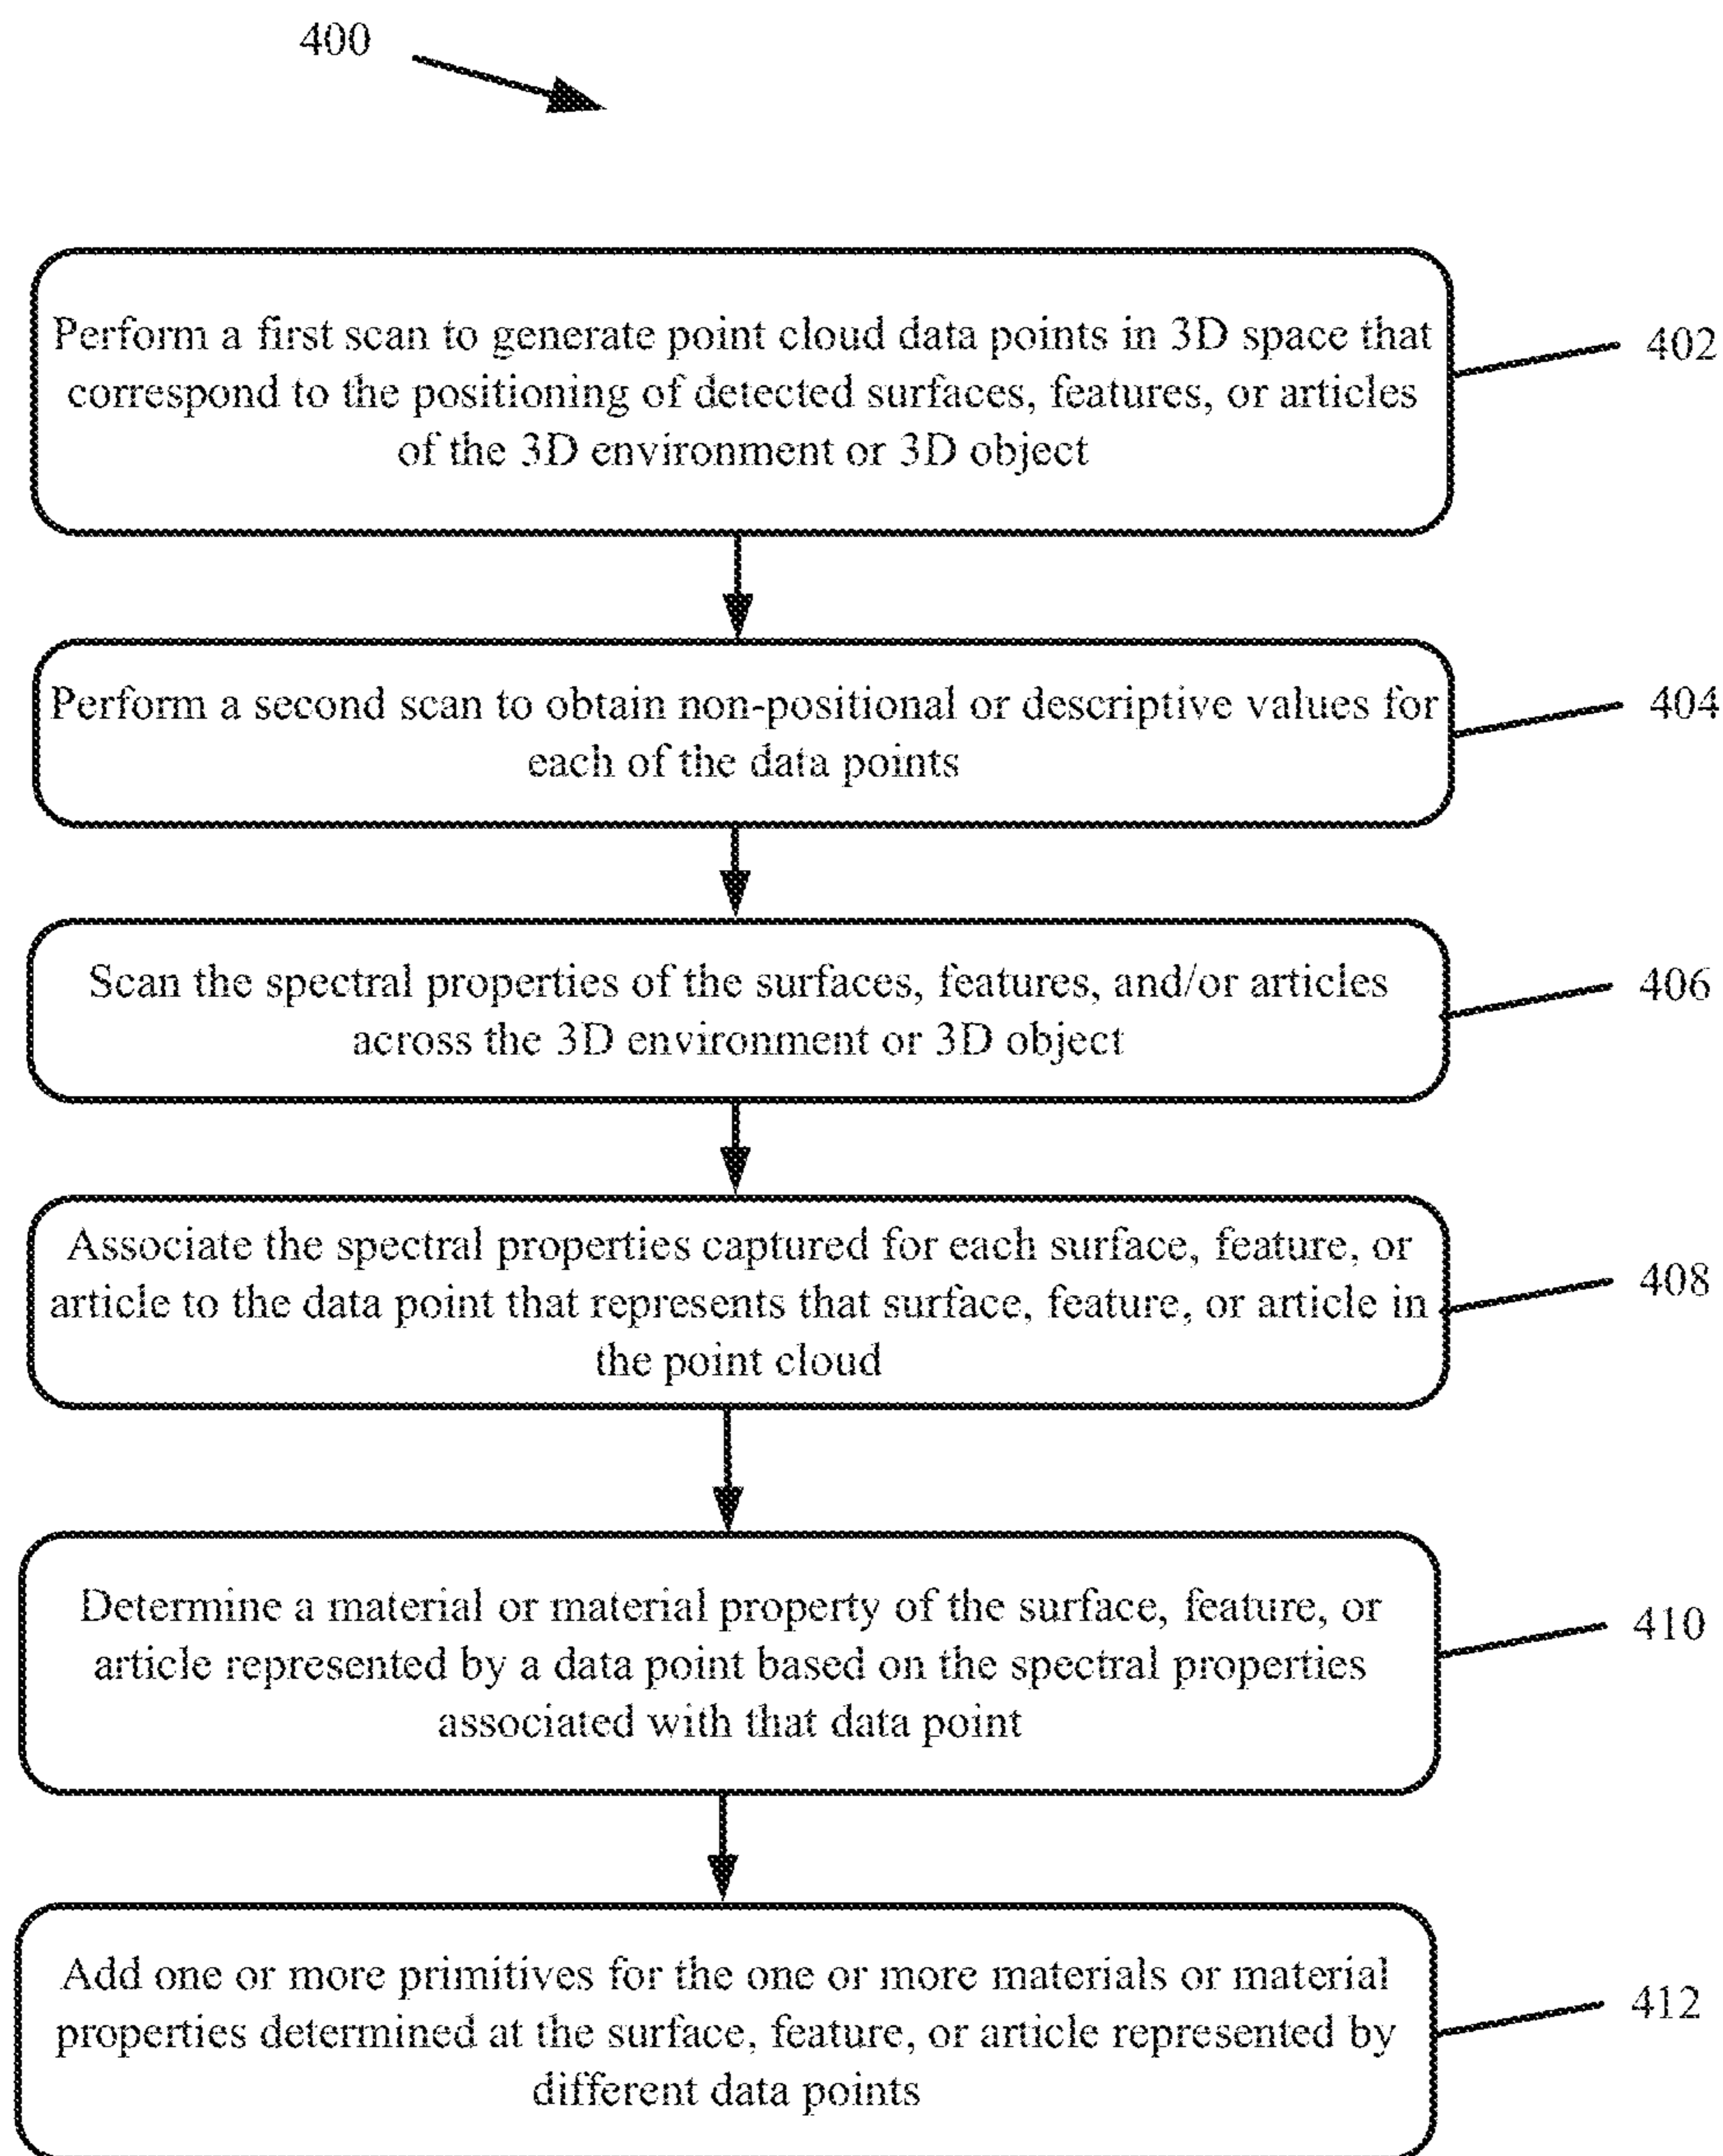 400
Perform a first scan to generate point cloud data points in 3D space that
correspond to the positioning of detected surfaces, features, or articles
of the 3D environment or 3D object
402
Perform a second scan to obtain non-positional or descriptive values for
each of the data points
404
Scan the spectral properties of the surfaces, features, and/or articles
across the 3D environment or 3D object
406
Associate the spectral properties captured for each surface, feature, or
article to the data point that represents that surface, feature, or article in
the point cloud
408
Determine a material or material property of the surface, feature, or
article represented by a data point based on the spectral properties
associated with that data point
410
Add one or more primitives for the one or more materials or material
properties determined at the surface, feature, or article represented by
different data points
412